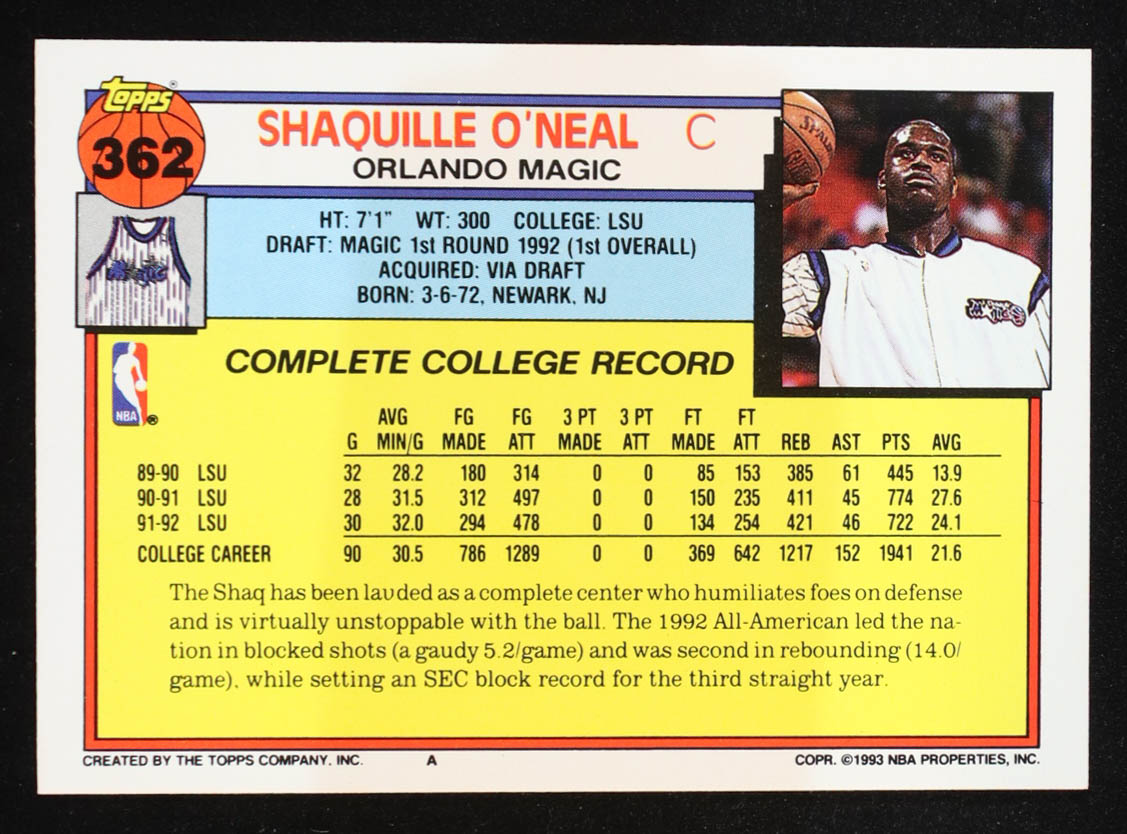 Topps
362
SHAQUILLE O'NEAL C
ORLANDO MAGIC
HT: 7'1" WT: 300 COLLEGE: LSU
DRAFT: MAGIC 1st ROUND 1992 (1st OVERALL)
ACQUIRED: VIA DRAFT
BORN: 3-6-72, NEWARK, NJ
Magic
SPAL
MAGIC
NBA ®
COMPLETE COLLEGE RECORD
AVG FG FG 3 PT 3 PT FT FT
G MIN/G MADE ATT MADE ATT MADE ATT REB AST PTS AVG
89-90 LSU 32 28.2 180 314 0 0 85 153 385 61 445 13.9
90-91 LSU 28 31.5 312 497 0 0 150 235 411 45 774 27.6
91-92 LSU 30 32.0 294 478 0 0 134 254 421 46 722 24.1
COLLEGE CAREER 90 30.5 786 1289 0 0 369 642 1217 152 1941 21.6
The Shaq has been lauded as a complete center who humiliates foes on defense
and is virtually unstoppable with the ball. The 1992 All-American led the na-
tion in blocked shots (a gaudy 5.2/game) and was second in rebounding (14.0/
game), while setting an SEC block record for the third straight year.
CREATED BY THE TOPPS COMPANY, INC. A COPR. ©1993 NBA PROPERTIES, INC.